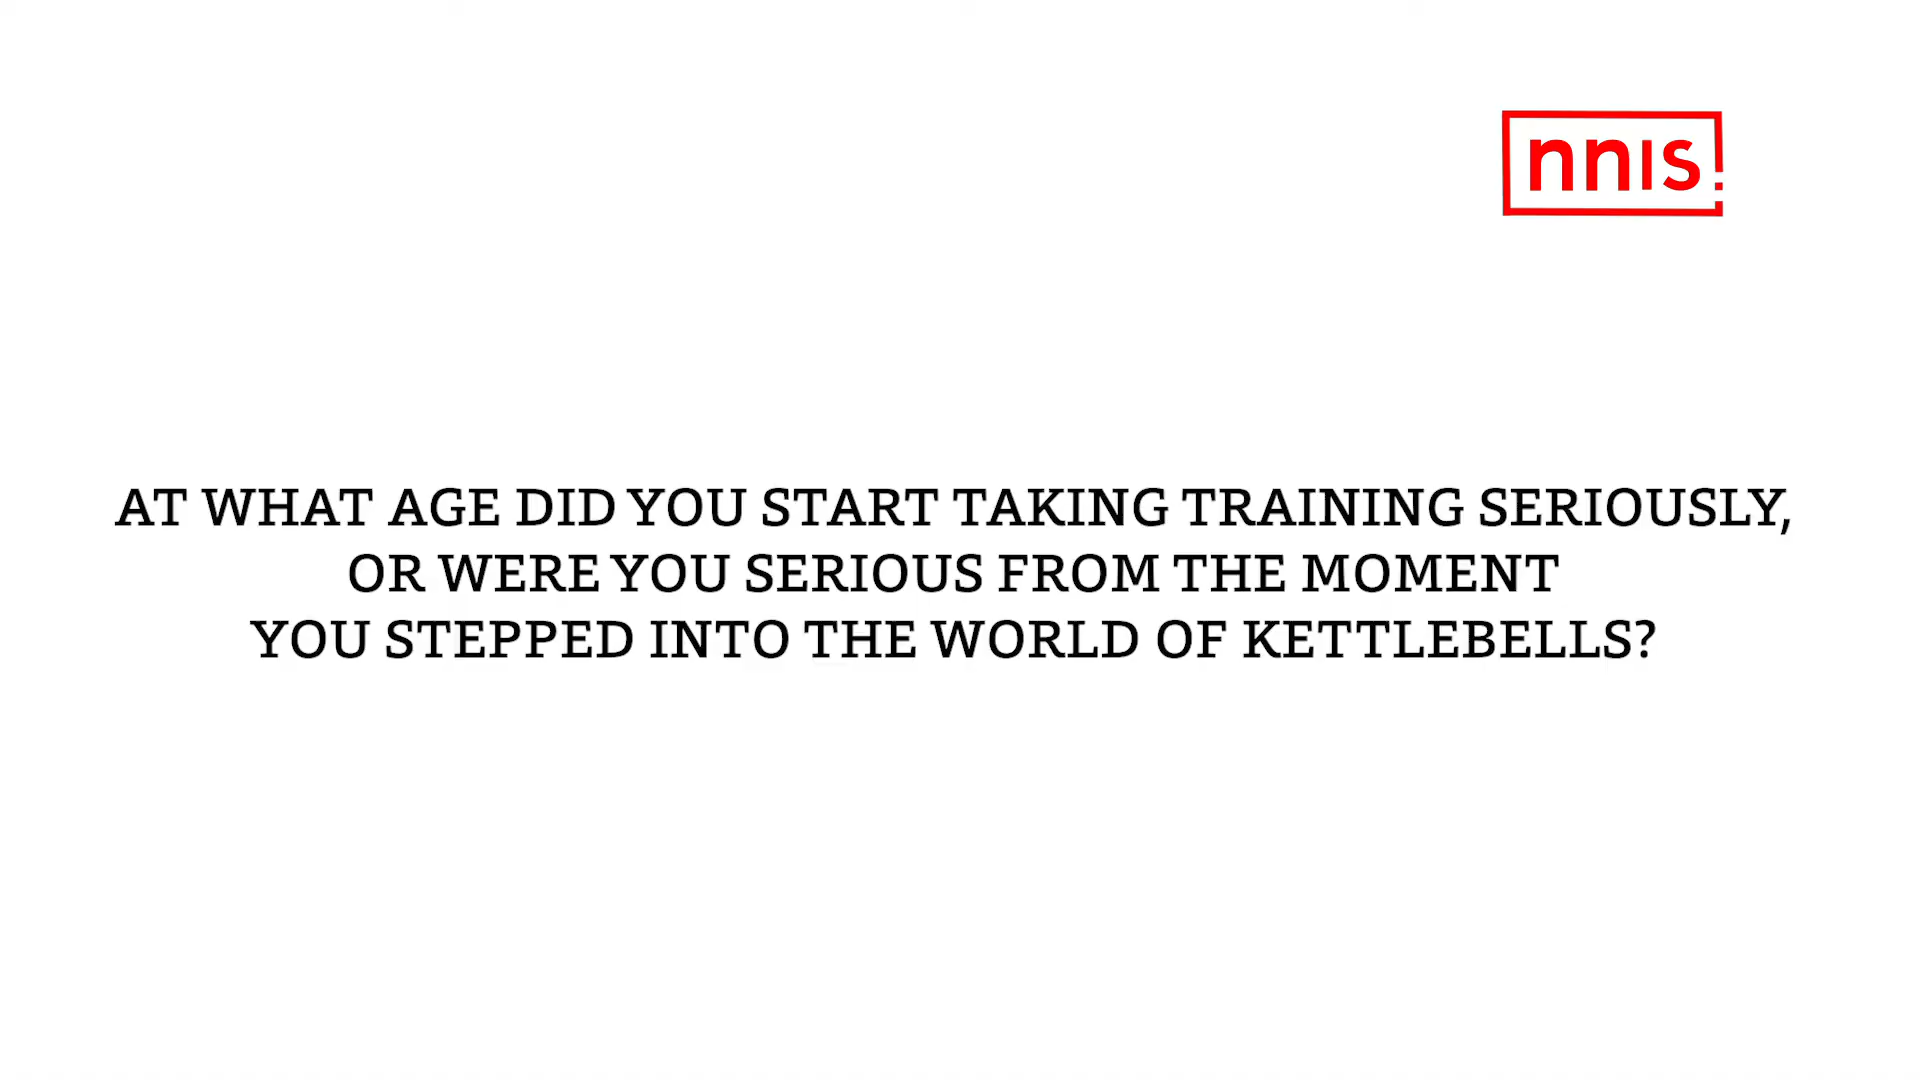 nnis!
AT WHAT AGE DID YOU START TAKING TRAINING SERIOUSLY,
OR WERE YOU SERIOUS FROM THE MOMENT
YOU STEPPED INTO THE WORLD OF KETTLEBELLS?